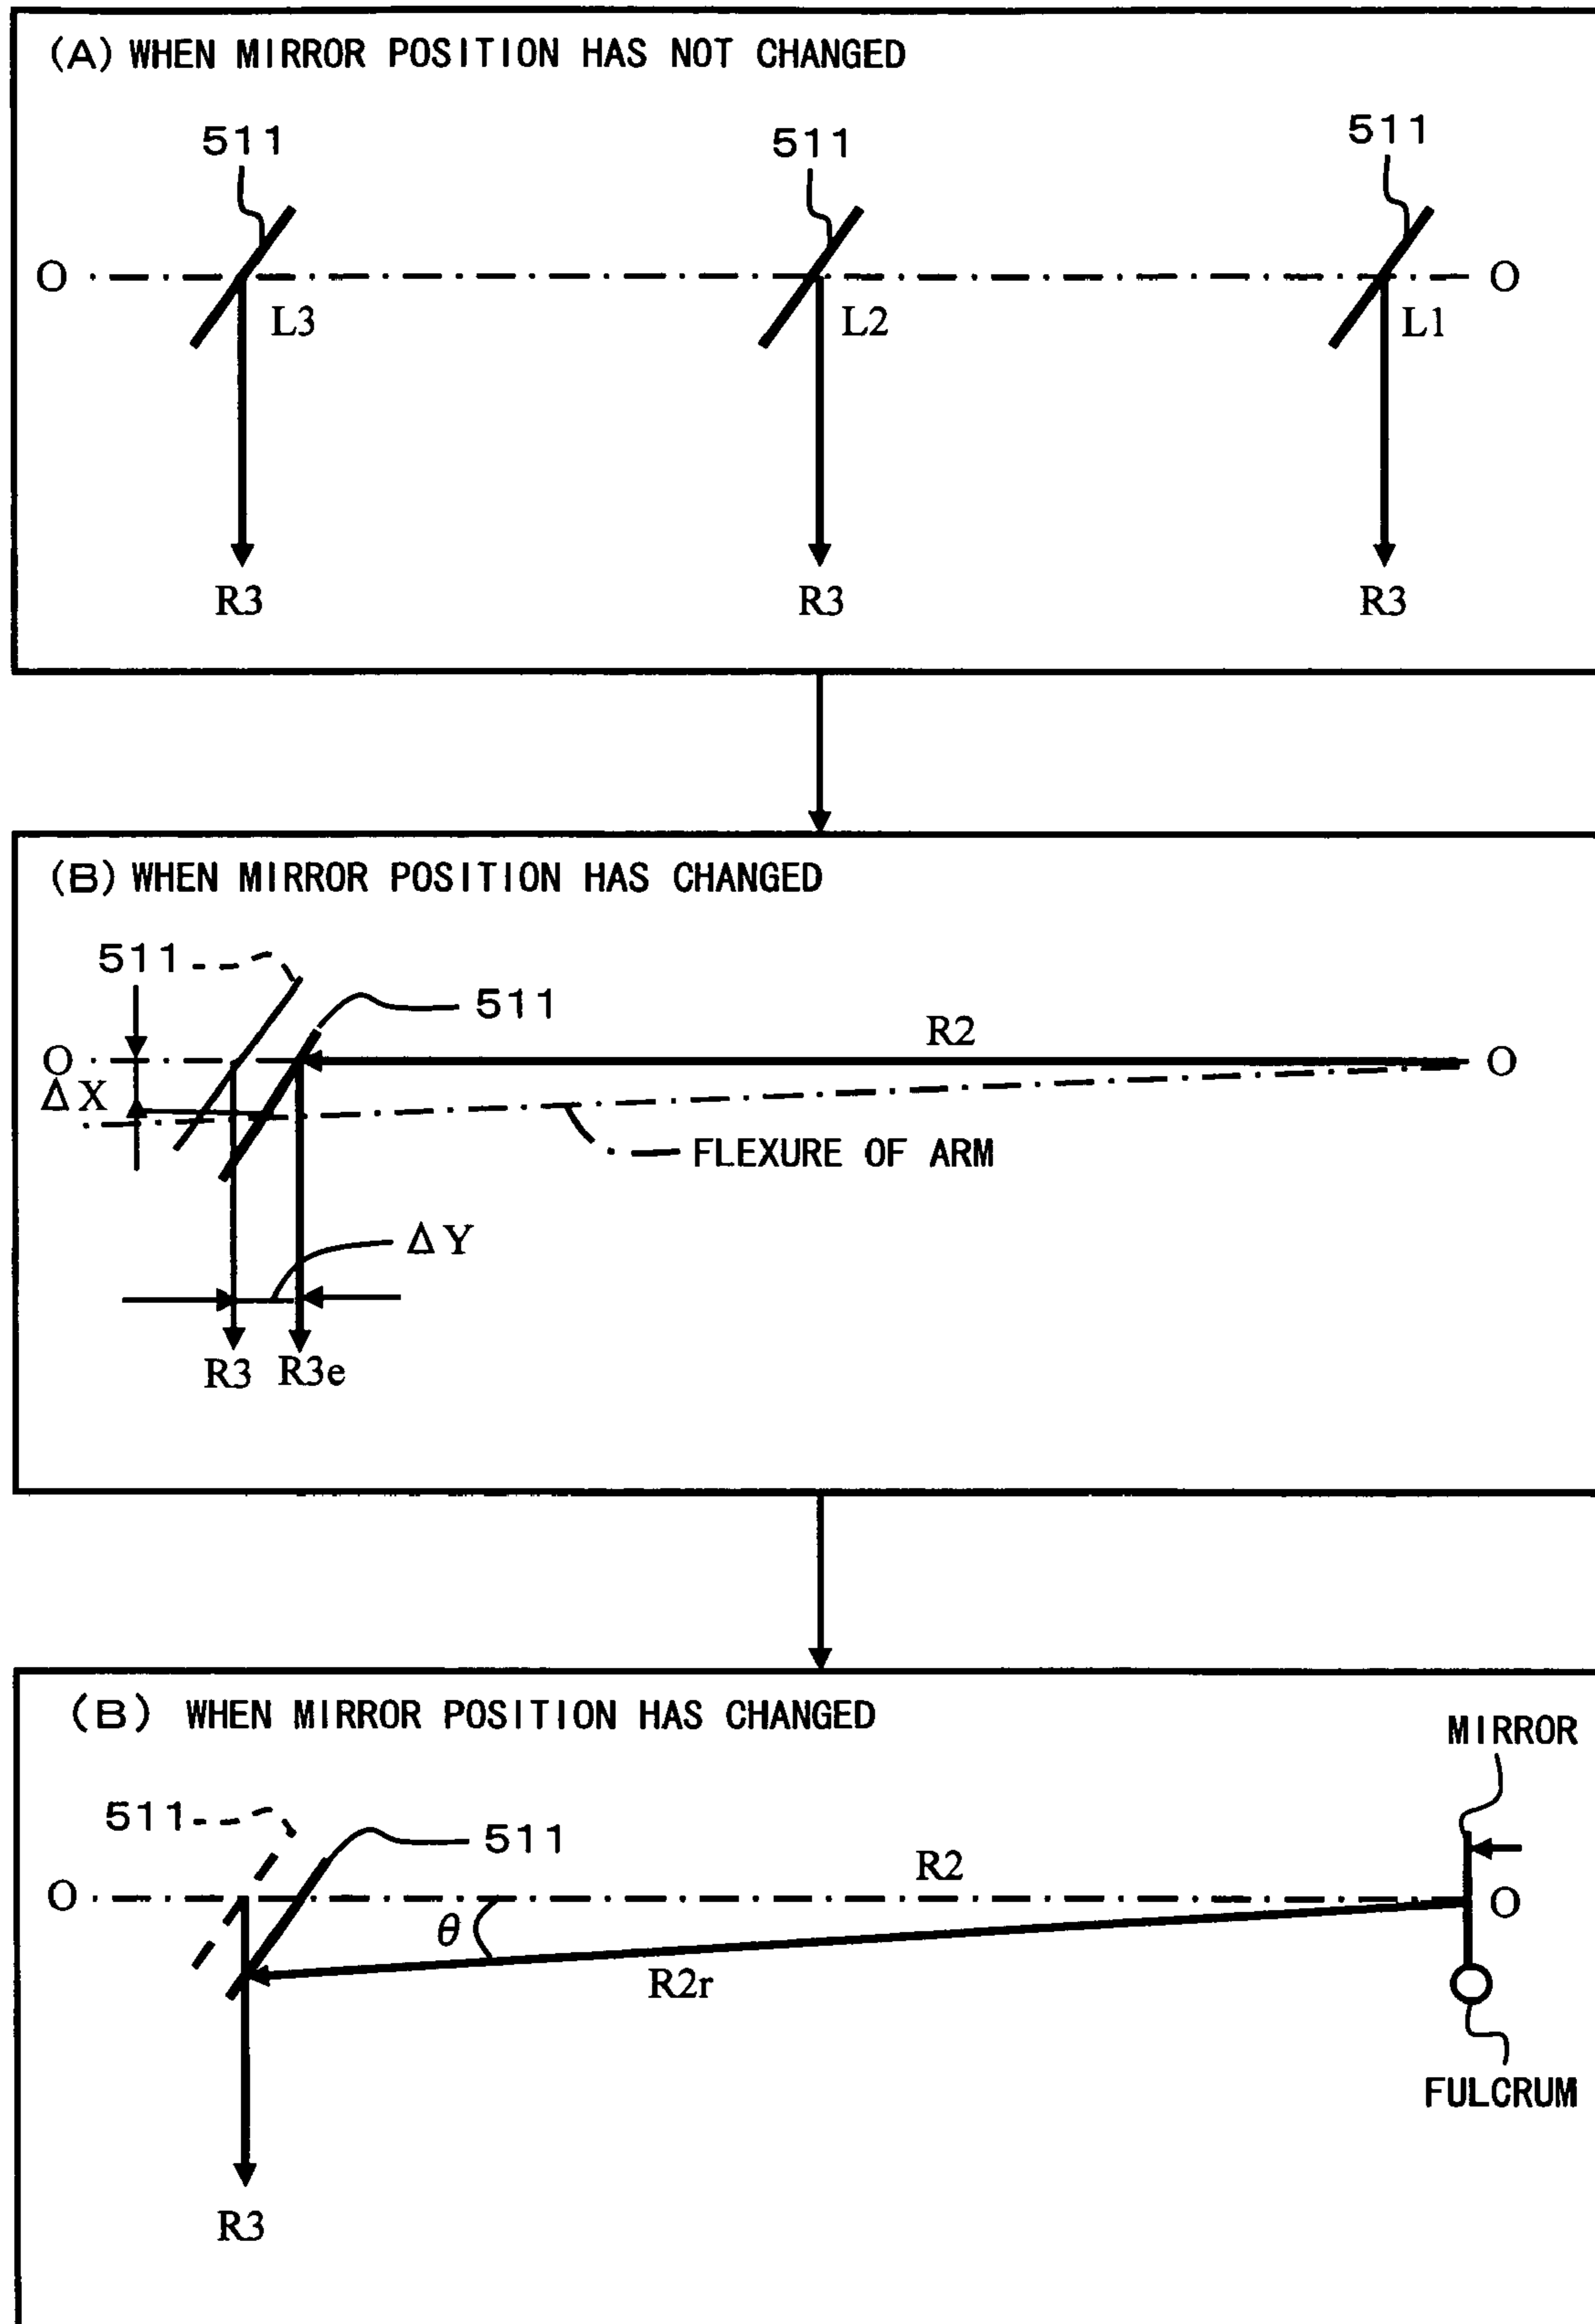 (A) WHEN MIRROR POSITION HAS NOT CHANGED
511 511 511
O O
L3 L2 L1
R3 R3 R3
(B) WHEN MIRROR POSITION HAS CHANGED
511
511
R2
O O
ΔX
FLEXURE OF ARM
ΔY
R3 R3e
(B) WHEN MIRROR POSITION HAS CHANGED
MIRROR
511
511
R2
O O
θ
R2r
FULCRUM
R3